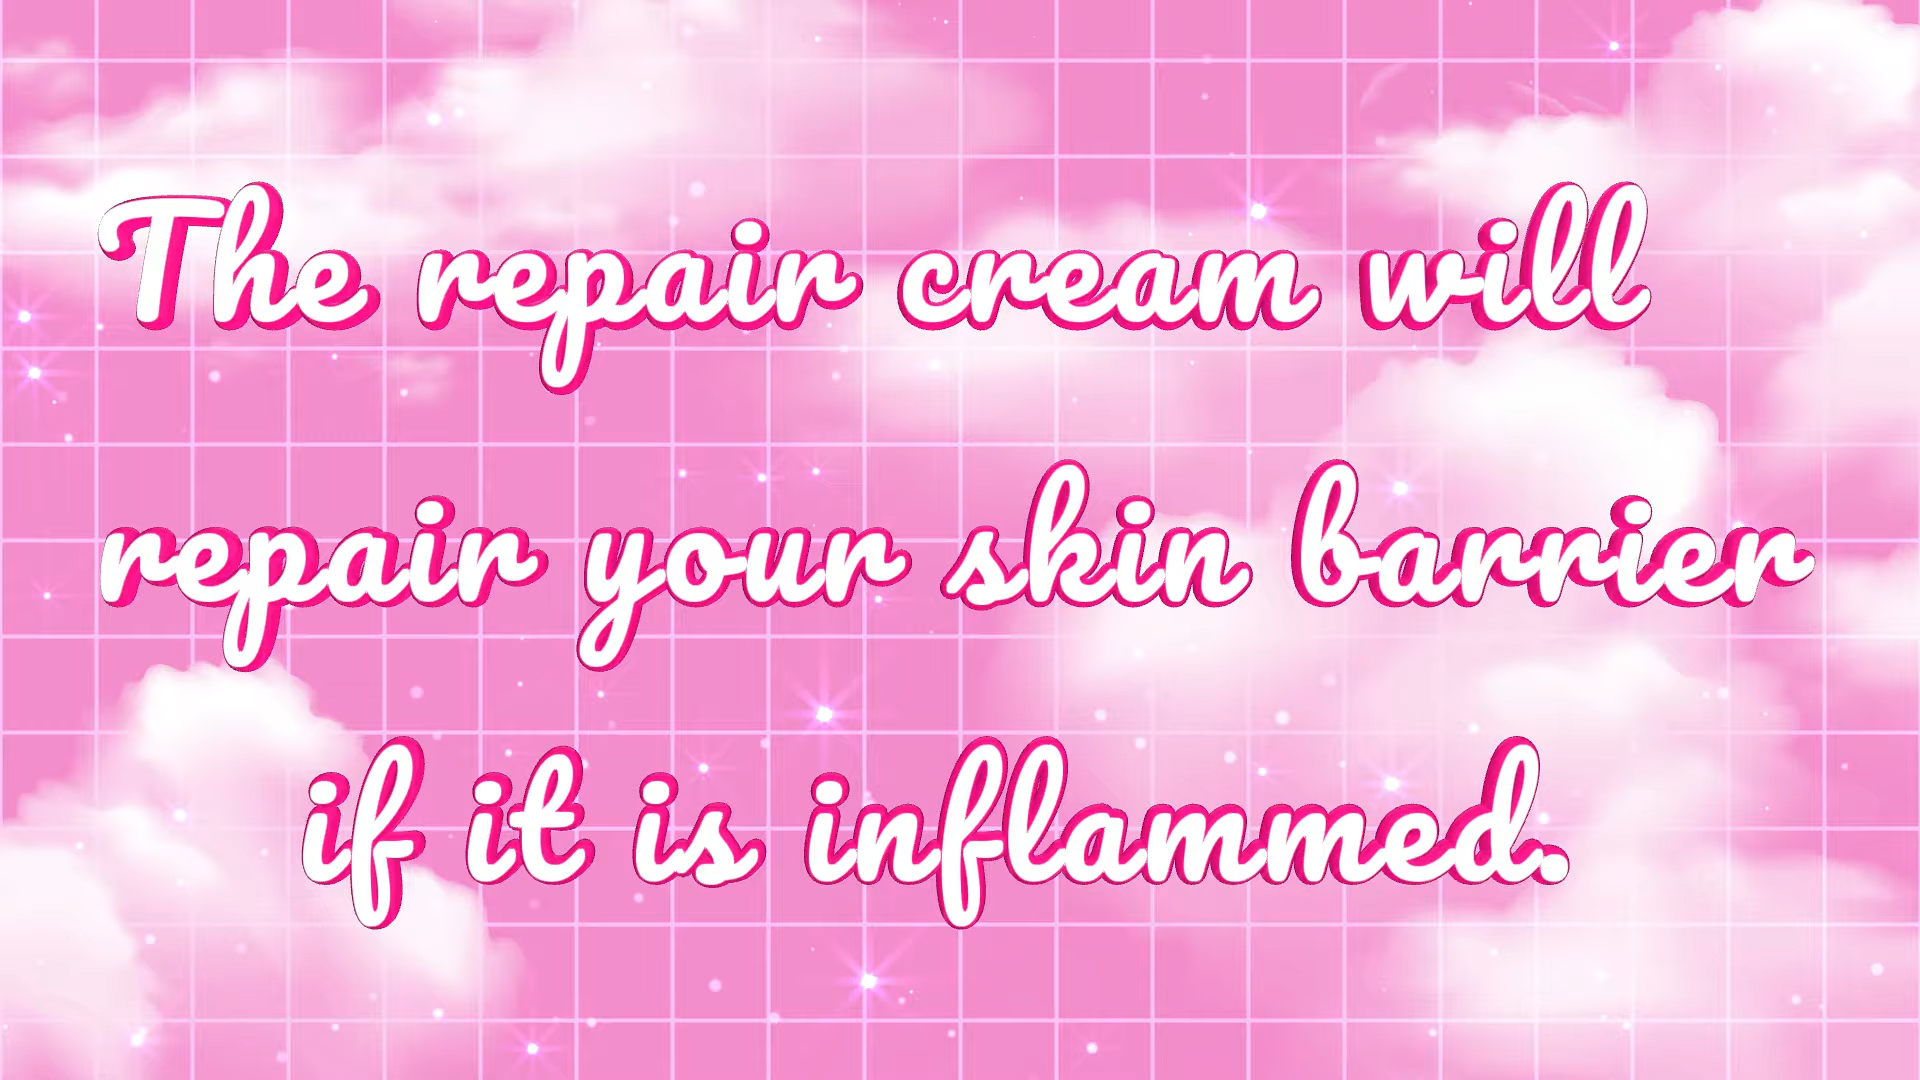 The repair cream will
repair your skin barrier
if it is inflammed.